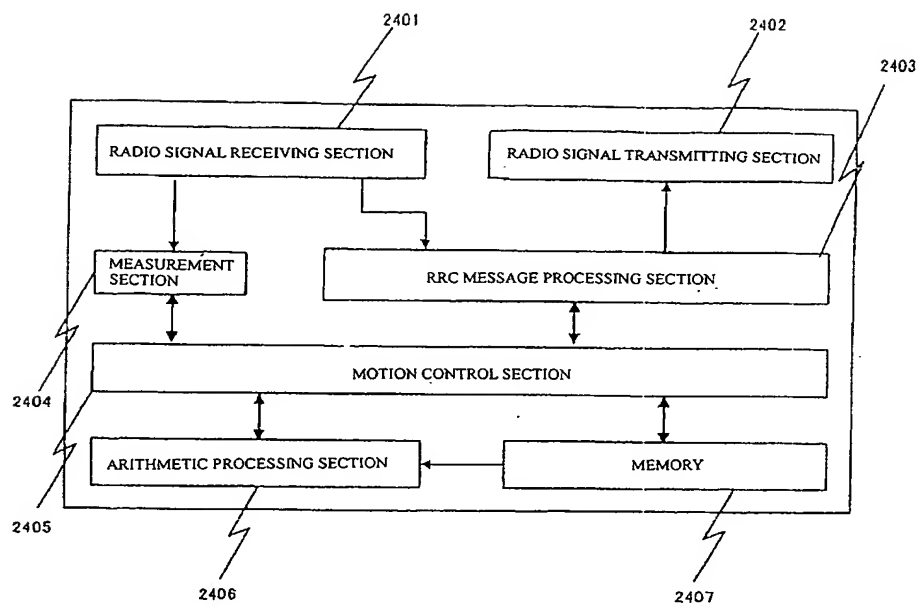 2401
2402
2403
RADIO SIGNAL RECEIVING SECTION
RADIO SIGNAL TRANSMITTING SECTION
MEASUREMENT
SECTION
RRC MESSAGE PROCESSING SECTION
2404
MOTION CONTROL SECTION
ARITHMETIC PROCESSING SECTION
MEMORY
2405
2406
2407